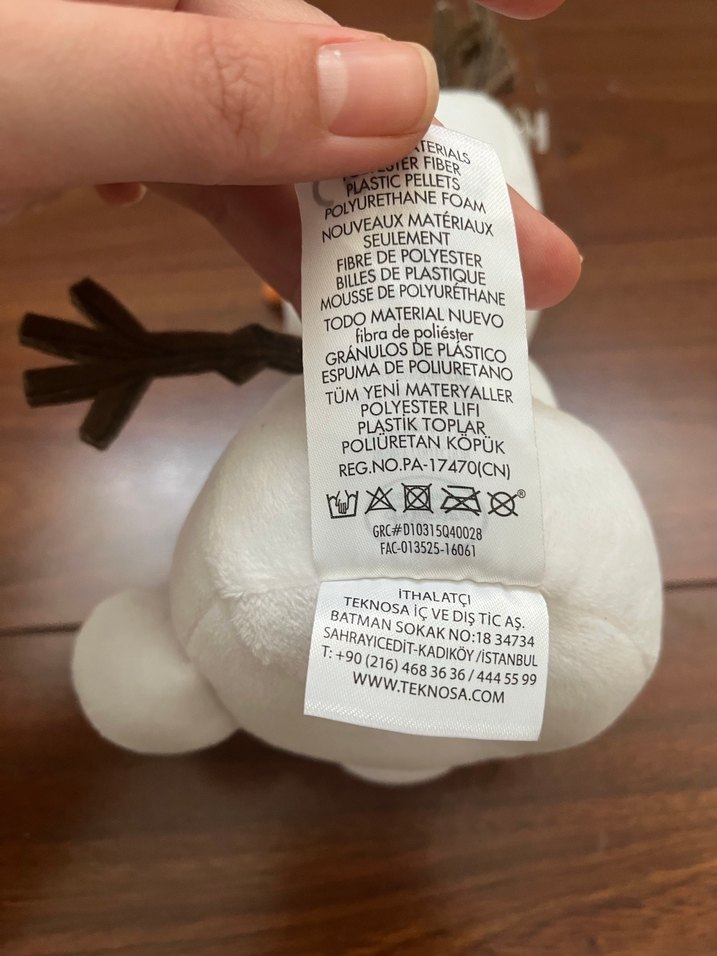 PLASTIC PELLETS
POLYURETHANE FOAM
NOUVEAUX MATÉRIAUX
SEULEMENT
FIBRE DE POLYESTER
BILLES DE PLASTIQUE
MOUSSE DE POLYURÉTHANE
TODO MATERIAL NUEVO
fibra de poliéster
GRÁNULOS DE PLÁSTICO
ESPUMA DE POLIURETANO
TÜM YENİ MATERYALLER
POLYESTER LIFI
PLASTİK TOPLAR
POLİÜRETAN KÖPÜK
REG.NO.PA-17470(CN)
GRC#D10315Q40028
FAC-013525-16061
İTHALATÇI
TEKNOSA İÇ VE DIŞ TİC AŞ.
BATMAN SOKAK NO:18 34734
SAHRAYICEDİT-KADIKÖY /İSTANBUL
T: +90 (216) 468 36 36 / 444 55 99
WWW.TEKNOSA.COM